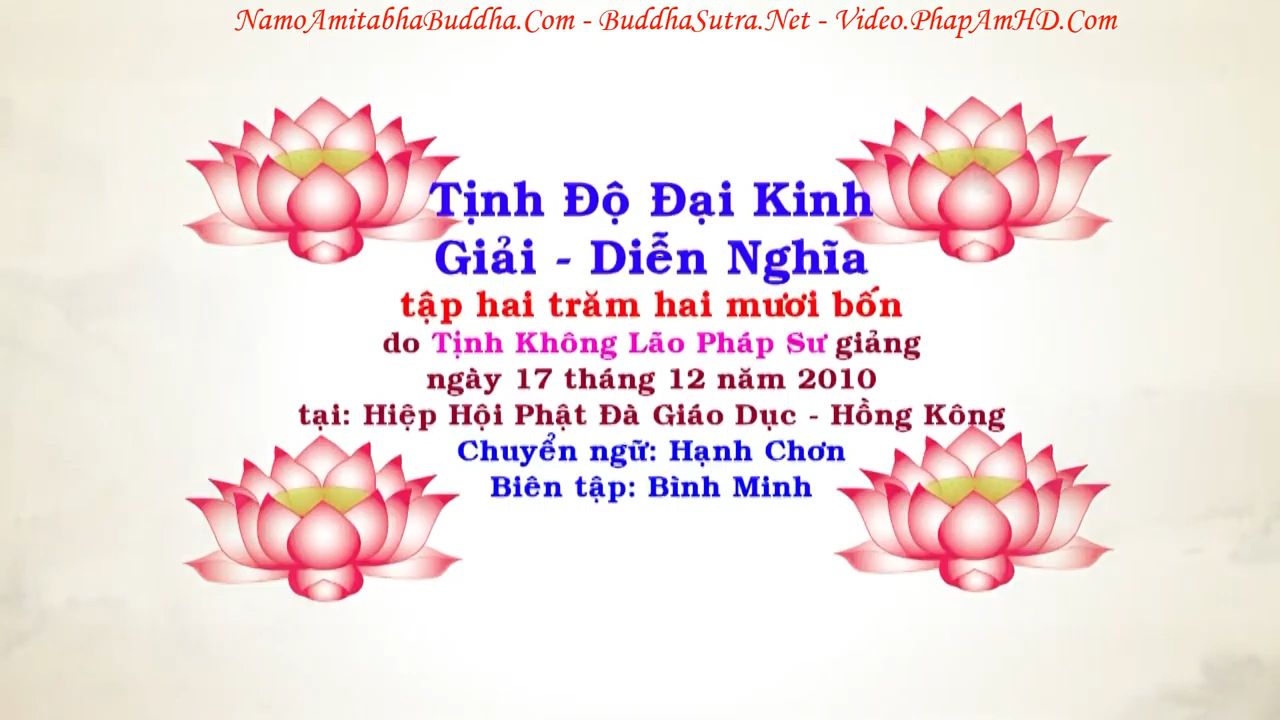 NamoAmitabhaBuddha.Com - BuddhaSutra.Net - Video.PhapAmHD.Com
Tịnh Độ Đại Kinh
Giải - Diễn Nghĩa
tập hai trăm hai mươi bốn
do Tịnh Không Lão Pháp Sư giảng
ngày 17 tháng 12 năm 2010
tại: Hiệp Hội Phật Đà Giáo Dục - Hồng Kông
Chuyển ngữ: Hạnh Chơn
Biên tập: Bình Minh